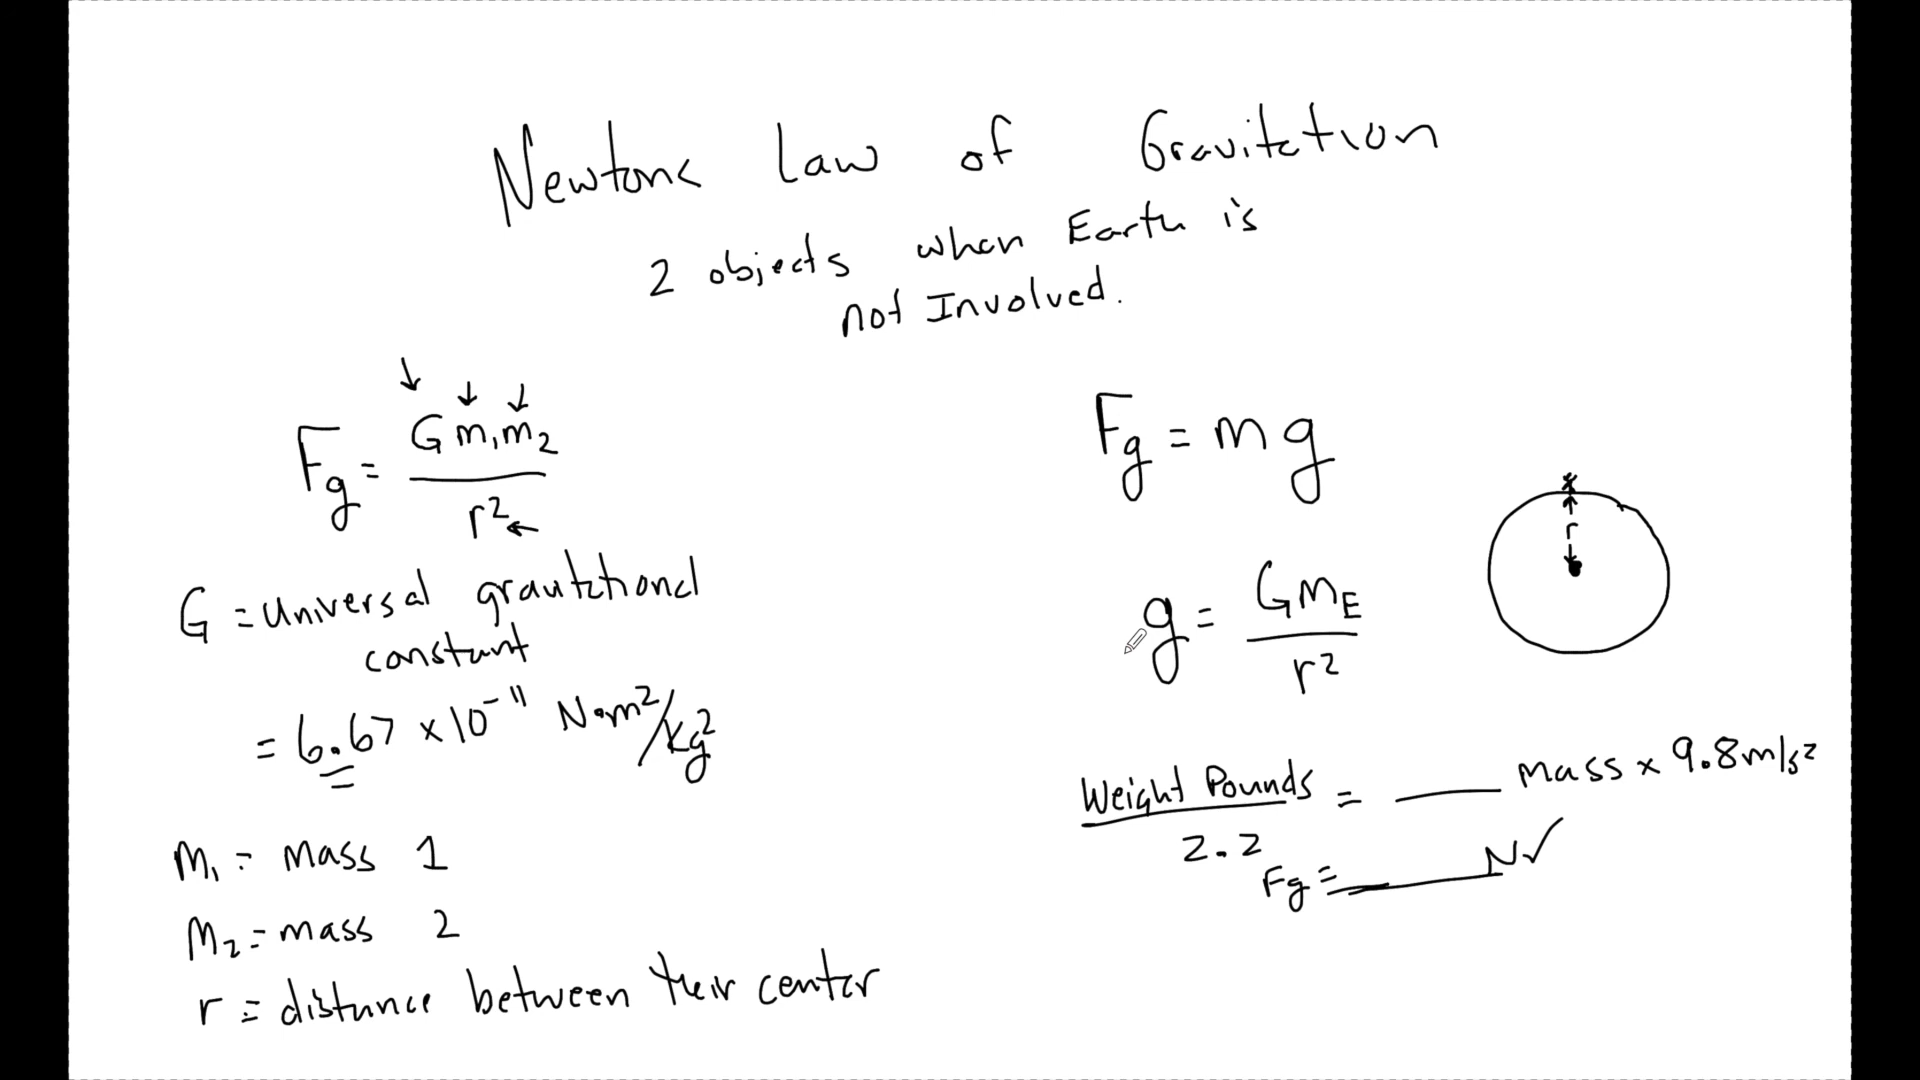 Newtons Law of Gravitation
2 objects when Earth is
not Involved.
Fg = G m₁m₂ / r²
G = universal gravitational
constant
= 6.67 x 10⁻¹¹ N•m²/kg²
m₁ = mass 1
m₂ = mass 2
r = distance between their center
Fg = mg
r
g = G mE / r²
Weight Pounds / 2.2 = ____ mass x 9.8 m/s²
Fg = ____ N✓